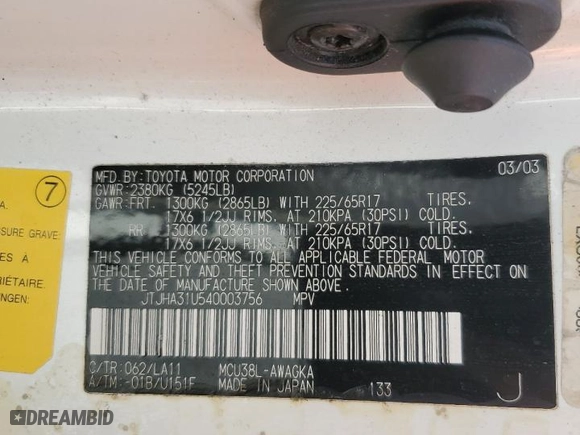 7
A.
SURE GRAVE
ES À
RIÉTAIRE
NGEN:
MFD. BY: TOYOTA MOTOR CORPORATION 03/03
GVWR: 2380KG (5245LB)
GAWR: FRT. 1300KG (2865LB) WITH 225/65R17 TIRES.
17X6 1/2JJ RIMS. AT 210KPA (30PSI) COLD.
RR. 1300KG (2865LB) WITH 225/65R17 TIRES.
17X6 1/2JJ RIMS. AT 210KPA (30PSI) COLD.
THIS VEHICLE CONFORMS TO ALL APPLICABLE FEDERAL MOTOR
VEHICLE SAFETY AND THEFT PREVENTION STANDARDS IN EFFECT ON
THE DATE OF MANUFACTURE SHOWN ABOVE.
JTJHA31U540003756 MPV
C/TR: 062/LA11 MCU38L-AWAGKA
A/TM: -01B/U151F MADE IN JAPAN 133 J
DREAMBID